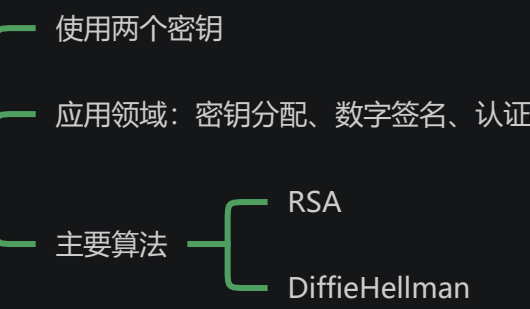 使用两个密钥
应用领域：密钥分配、数字签名、认证
主要算法
RSA
DiffieHellman